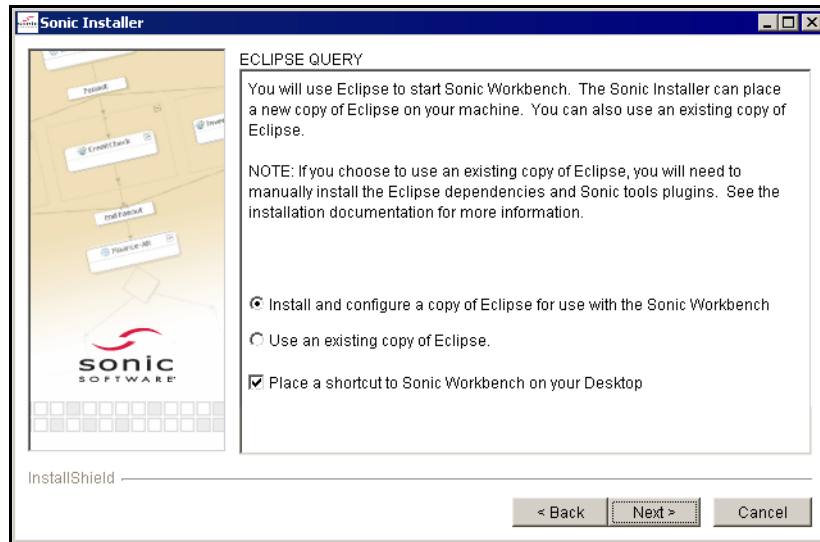 Sonic Installer
ECLIPSE QUERY
You will use Eclipse to start Sonic Workbench. The Sonic Installer can place
a new copy of Eclipse on your machine. You can also use an existing copy of
Eclipse.
NOTE: If you choose to use an existing copy of Eclipse, you will need to
manually install the Eclipse dependencies and Sonic tools plugins. See the
installation documentation for more information.
Install and configure a copy of Eclipse for use with the Sonic Workbench
Use an existing copy of Eclipse.
Place a shortcut to Sonic Workbench on your Desktop
Fanout
CreditCheck
End Fanout
Finance-AR
sonic
SOFTWARE
InstallShield
< Back
Next >
Cancel